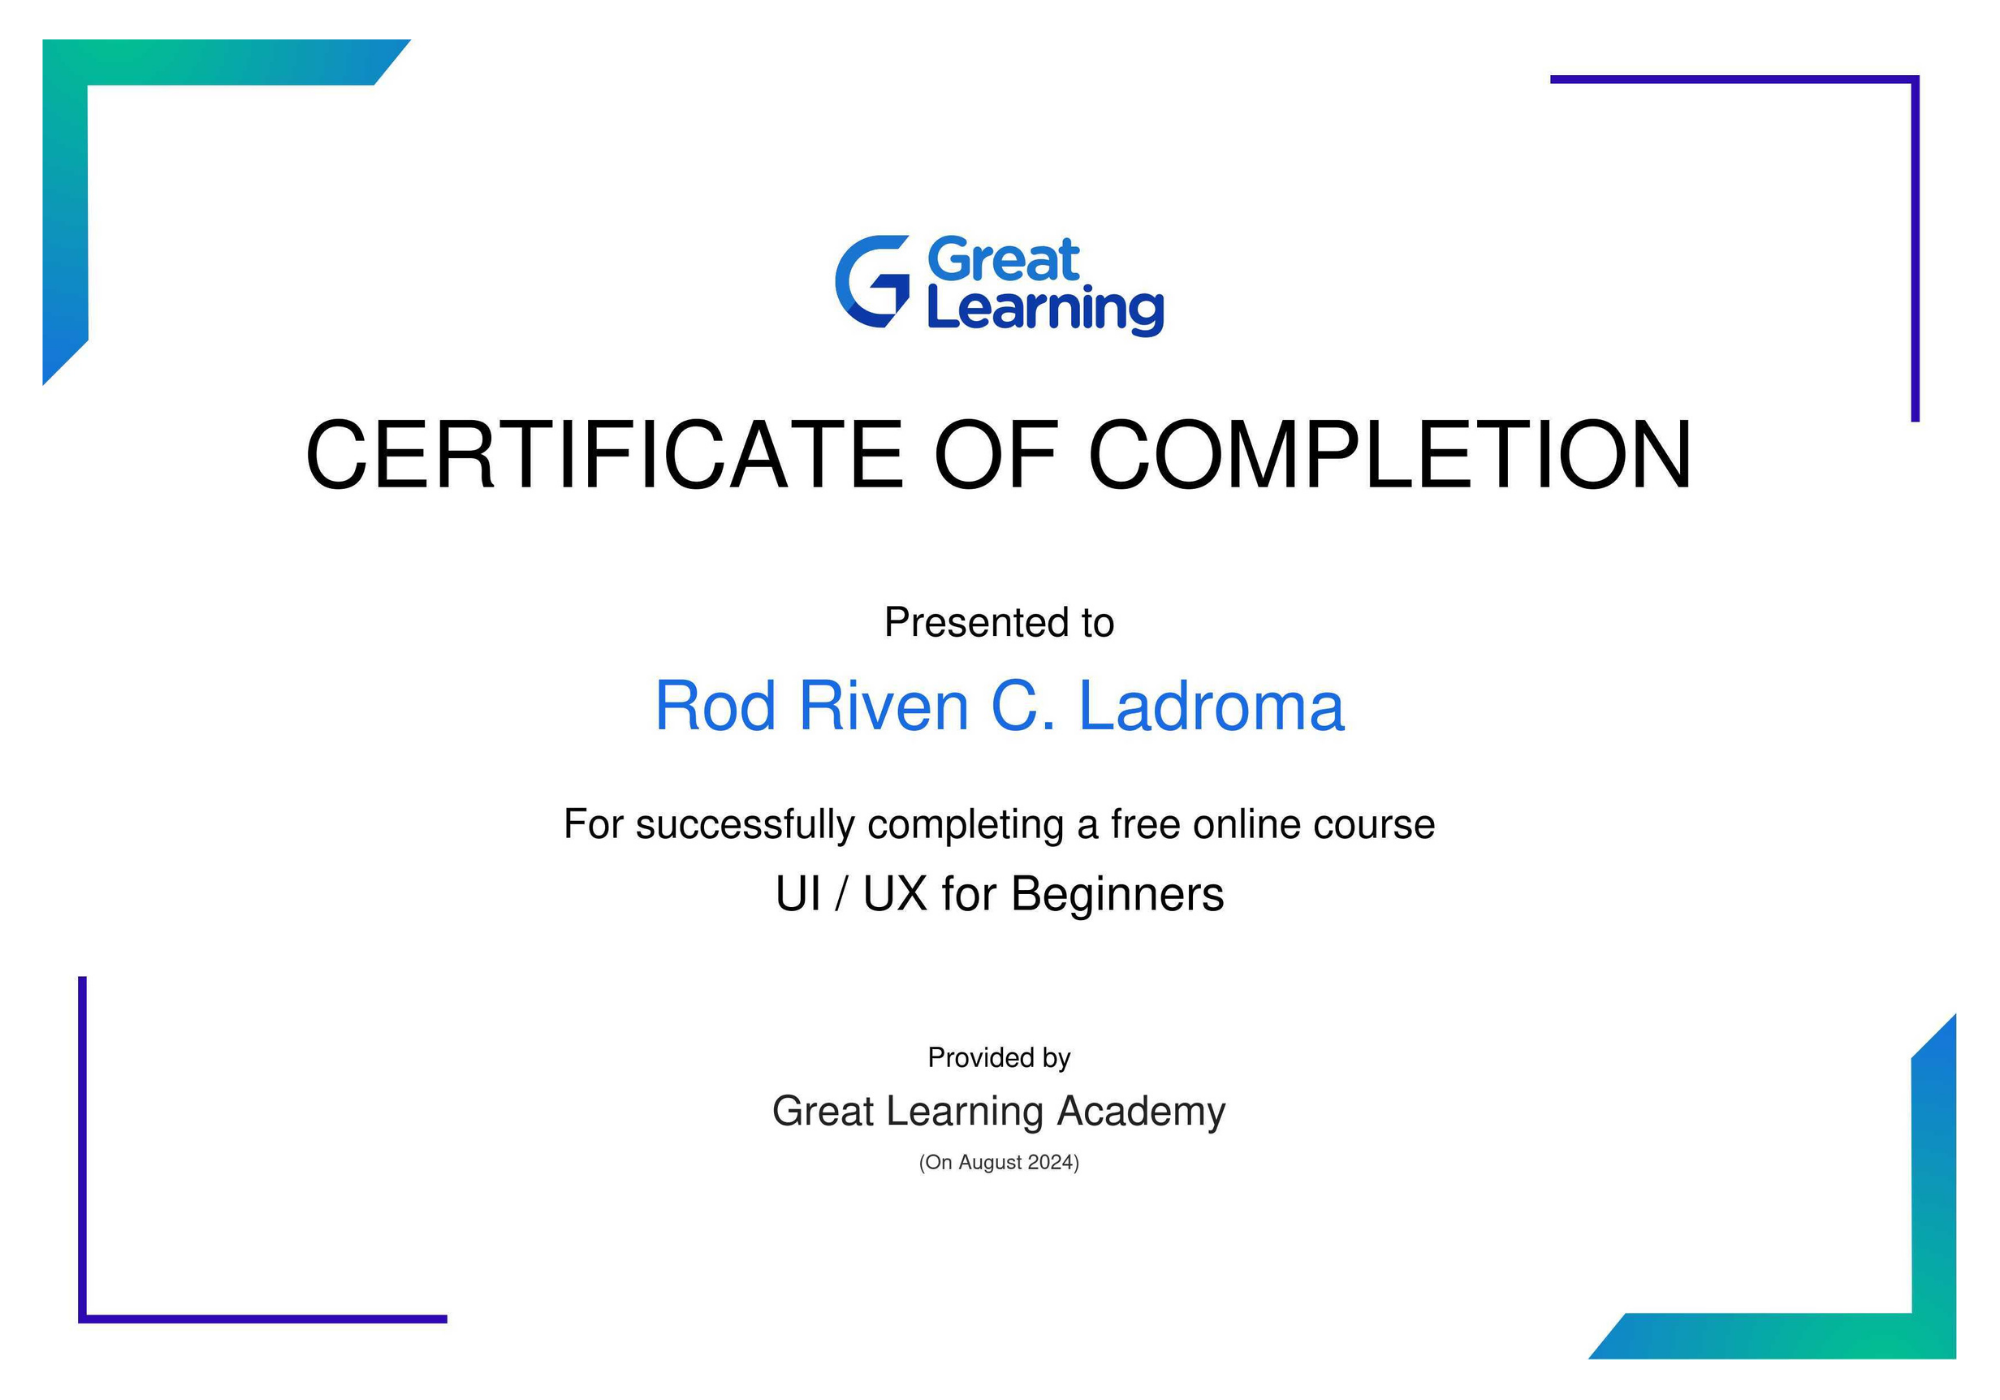 Great
Learning
CERTIFICATE OF COMPLETION
Presented to
Rod Riven C. Ladroma
For successfully completing a free online course
UI / UX for Beginners
Provided by
Great Learning Academy
(On August 2024)